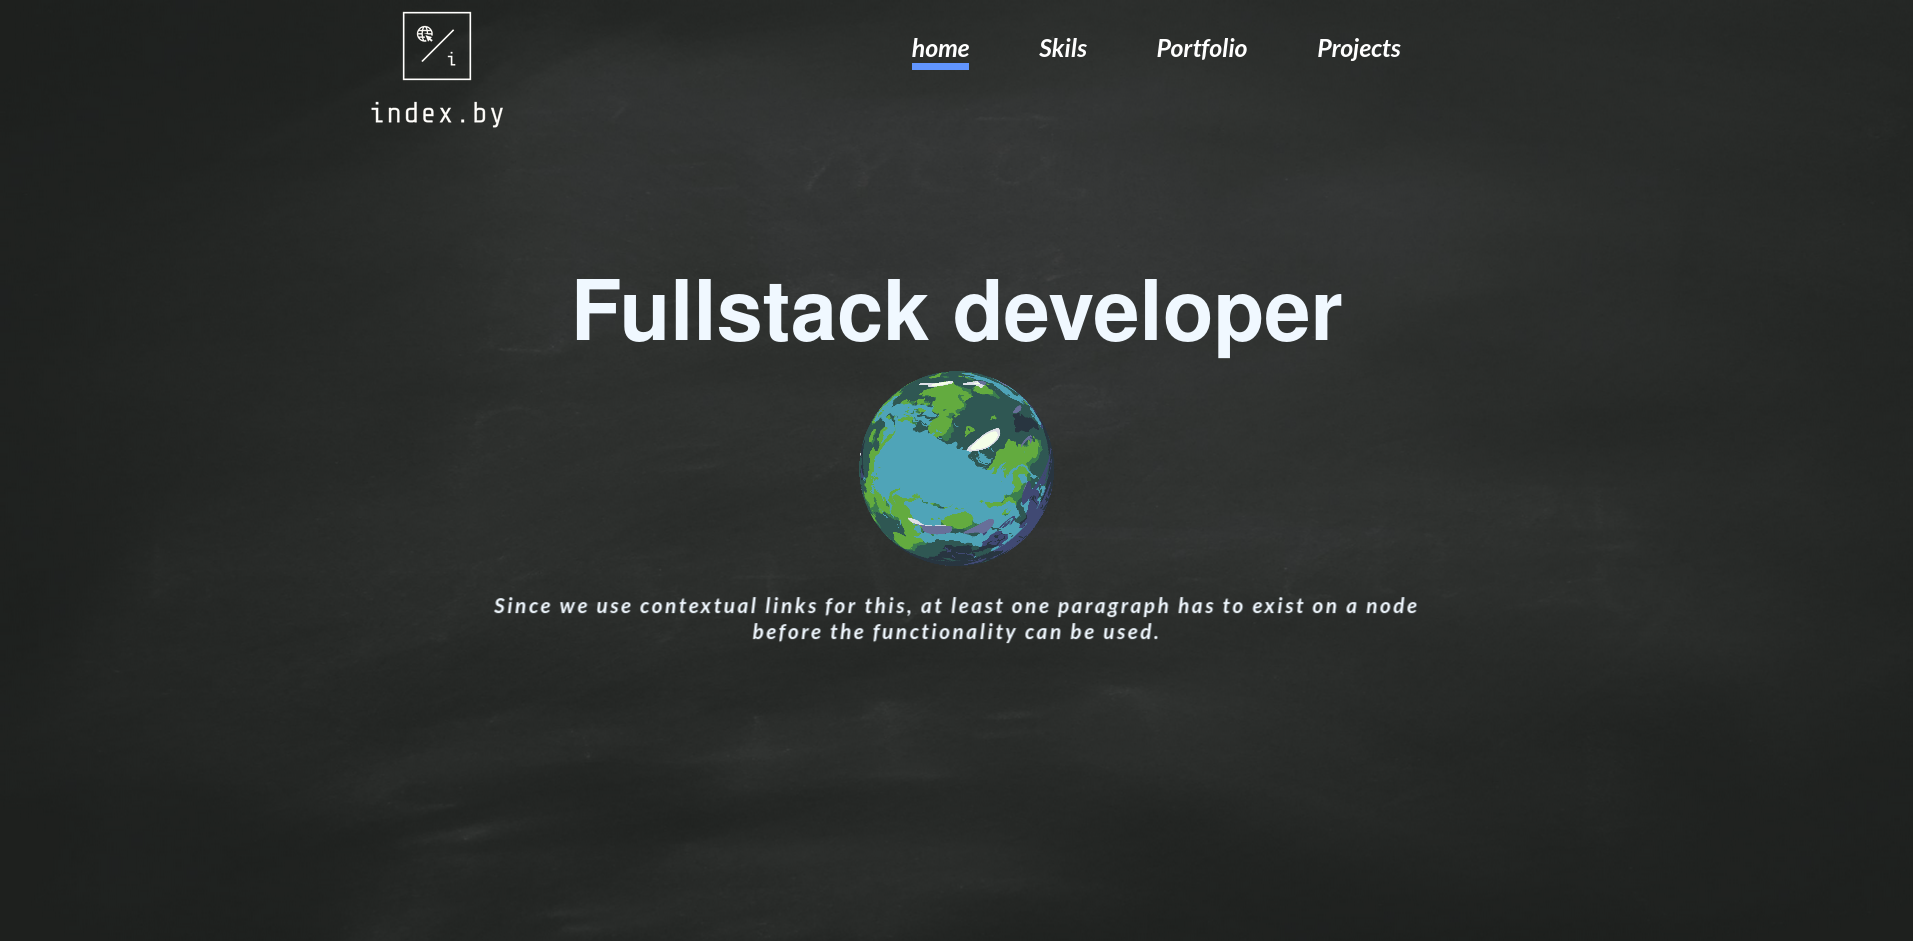 i
index.by
home Skils Portfolio Projects
Fullstack developer
Since we use contextual links for this, at least one paragraph has to exist on a node
before the functionality can be used.